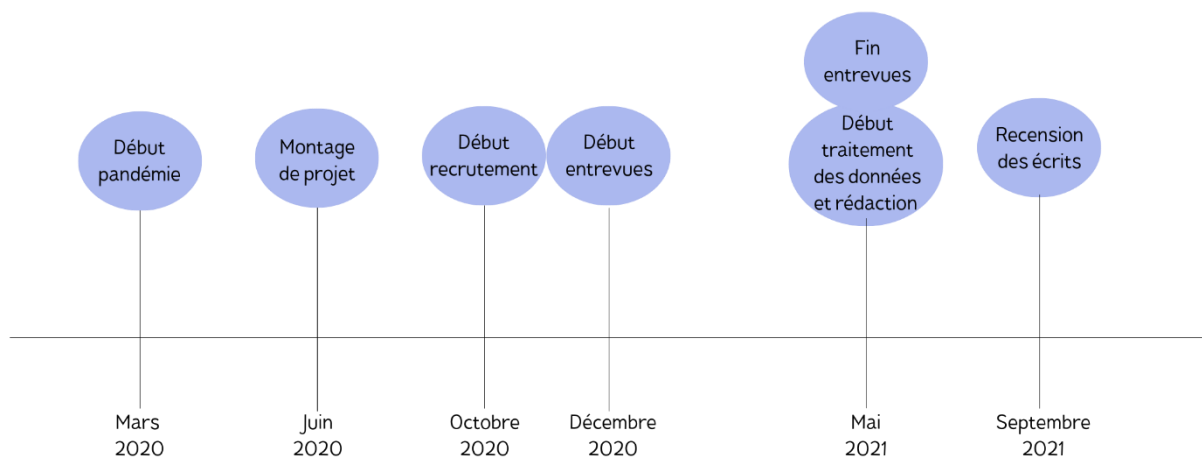 Début
pandémie
Montage
de projet
Début
recrutement
Début
entrevues
Fin
entrevues
Début
traitement
des données
et rédaction
Recension
des écrits
Mars
2020
Juin
2020
Octobre
2020
Décembre
2020
Mai
2021
Septembre
2021